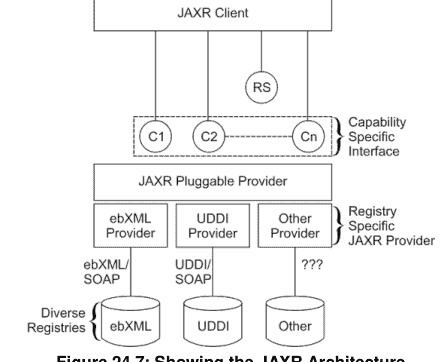 JAXR Client
RS
C1
C2
Cn
Capability
Specific
Interface
JAXR Pluggable Provider
ebXML
Provider
UDDI
Provider
Other
Provider
Registry
Specific
JAXR Provider
ebXML/
SOAP
UDDI/
SOAP
???
Diverse
Registries
ebXML
UDDI
Other
Figure 24.7: Showing the JAXR Architecture